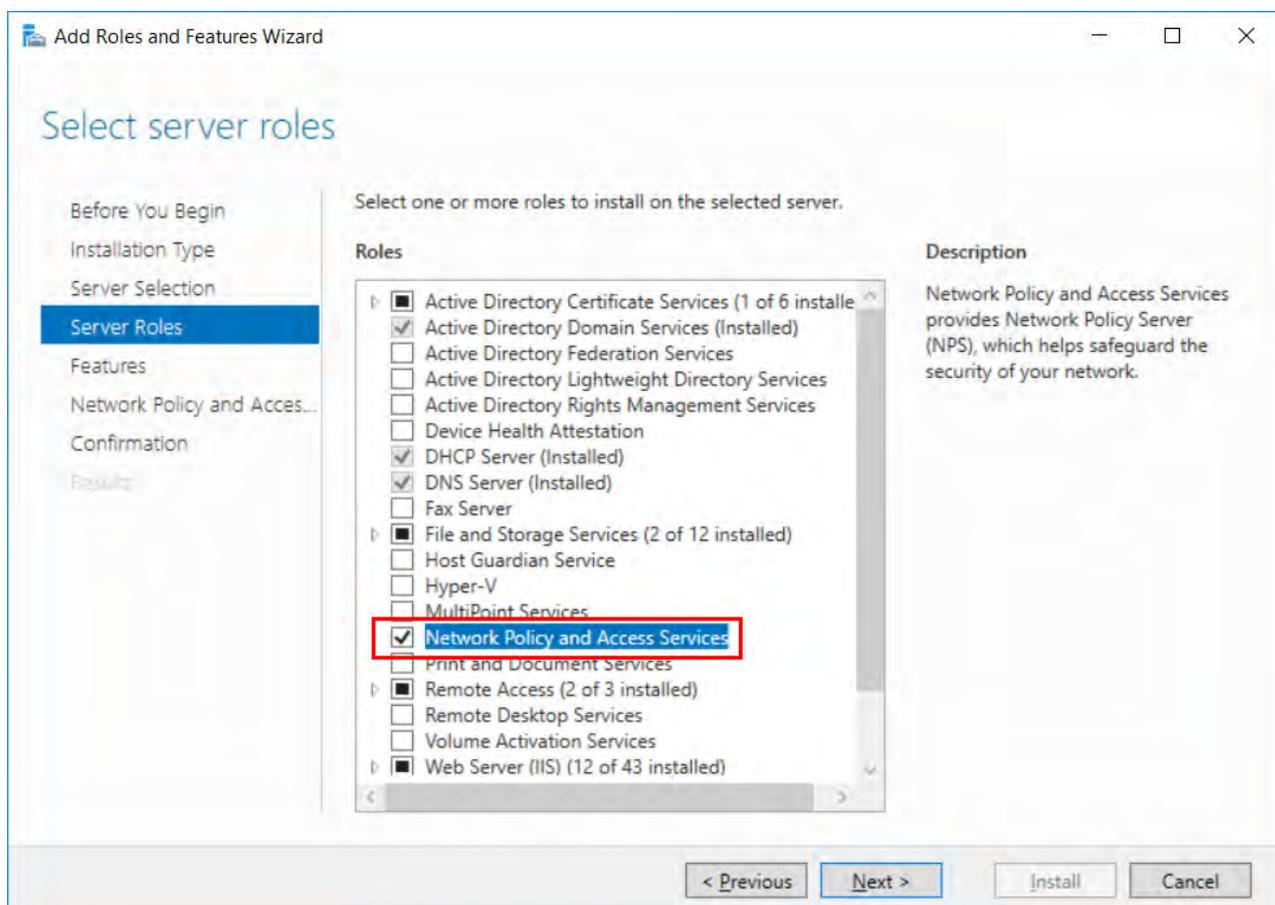 Add Roles and Features Wizard
Select server roles
Before You Begin
Installation Type
Server Selection
Server Roles
Features
Network Policy and Acces...
Confirmation
Results
Select one or more roles to install on the selected server.
Roles
Active Directory Certificate Services (1 of 6 installe
Active Directory Domain Services (Installed)
Active Directory Federation Services
Active Directory Lightweight Directory Services
Active Directory Rights Management Services
Device Health Attestation
DHCP Server (Installed)
DNS Server (Installed)
Fax Server
File and Storage Services (2 of 12 installed)
Host Guardian Service
Hyper-V
MultiPoint Services
Network Policy and Access Services
Print and Document Services
Remote Access (2 of 3 installed)
Remote Desktop Services
Volume Activation Services
Web Server (IIS) (12 of 43 installed)
Description
Network Policy and Access Services
provides Network Policy Server
(NPS), which helps safeguard the
security of your network.
< Previous
Next >
Install
Cancel